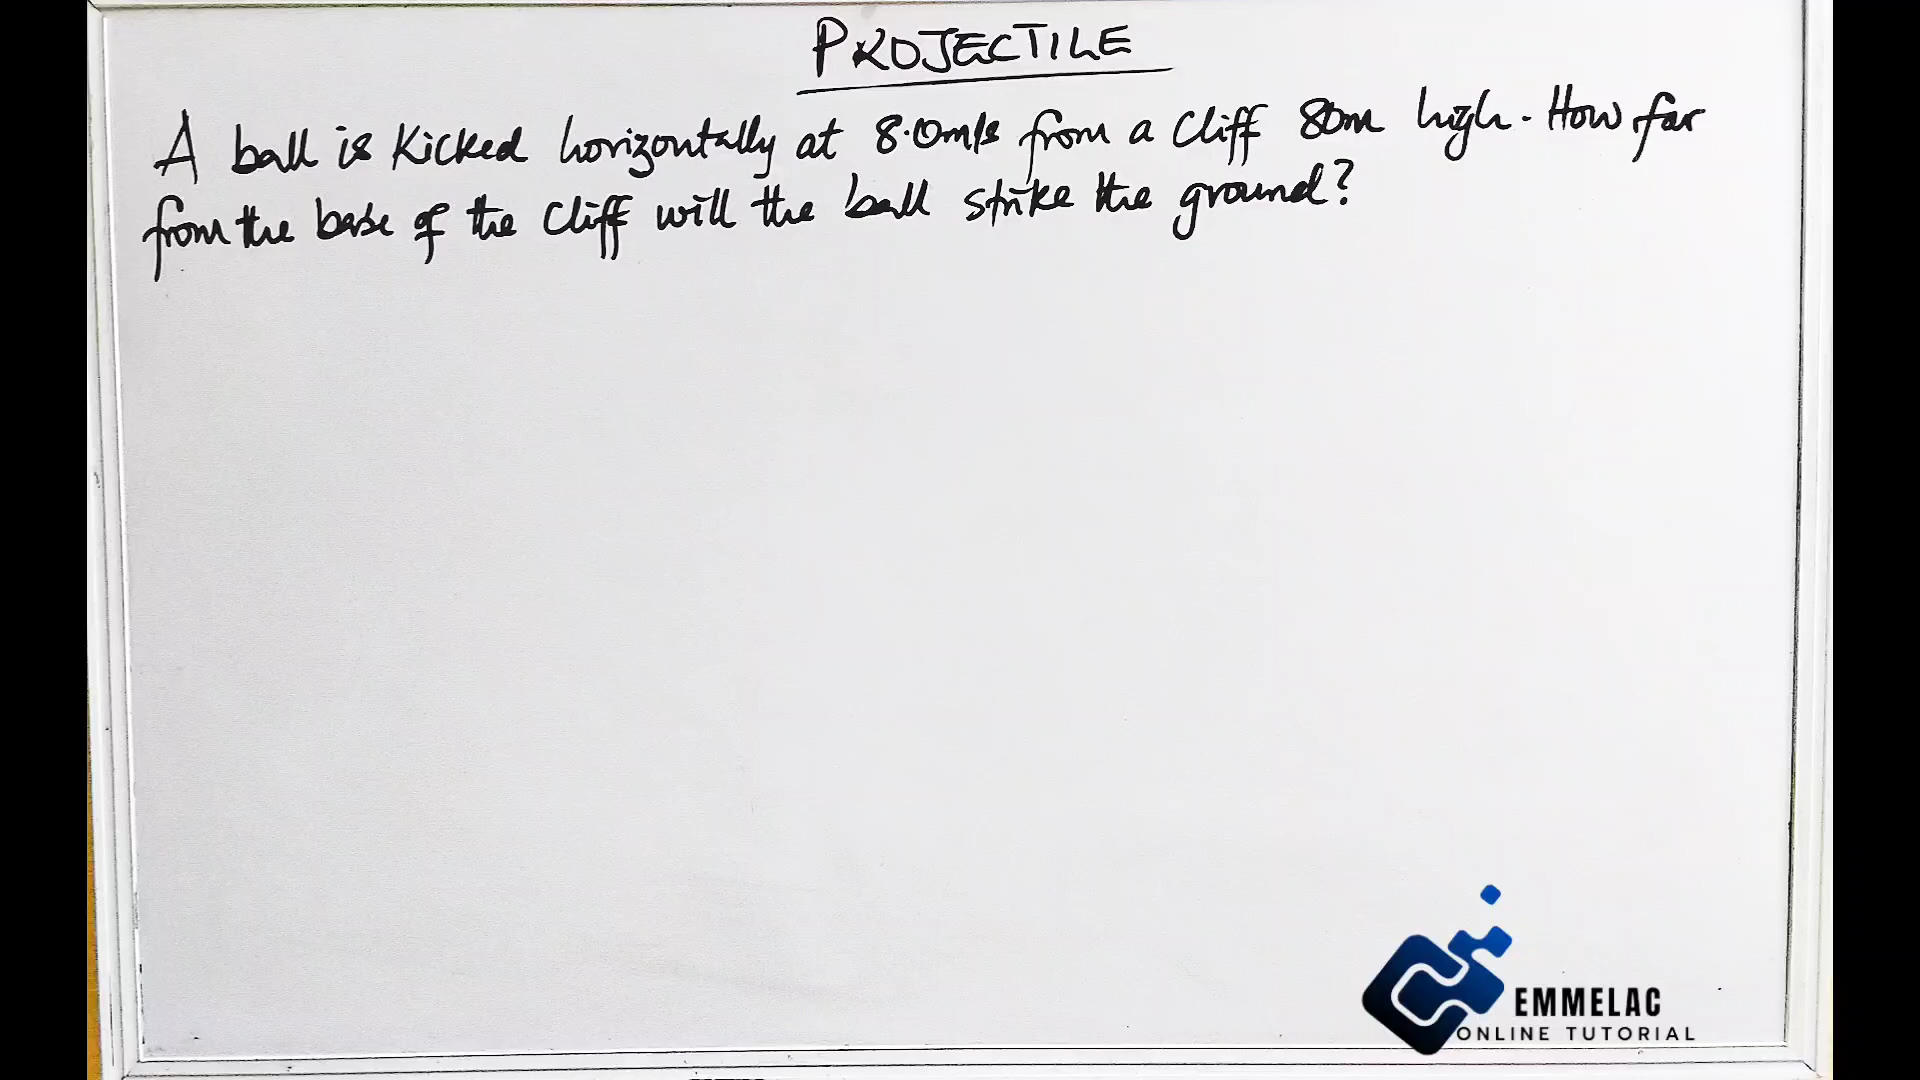 PROJECTILE
A ball is kicked horizontally at 8.0m/s from a cliff 80m high. How far
from the base of the cliff will the ball strike the ground?
EMMELAC
ONLINE TUTORIAL